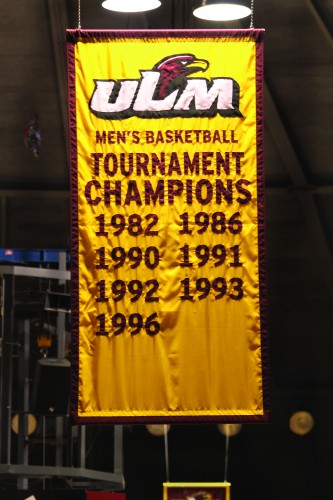 ULM
MEN'S BASKETBALL
TOURNAMENT
CHAMPIONS
1982 1986
1990 1991
1992 1993
1996